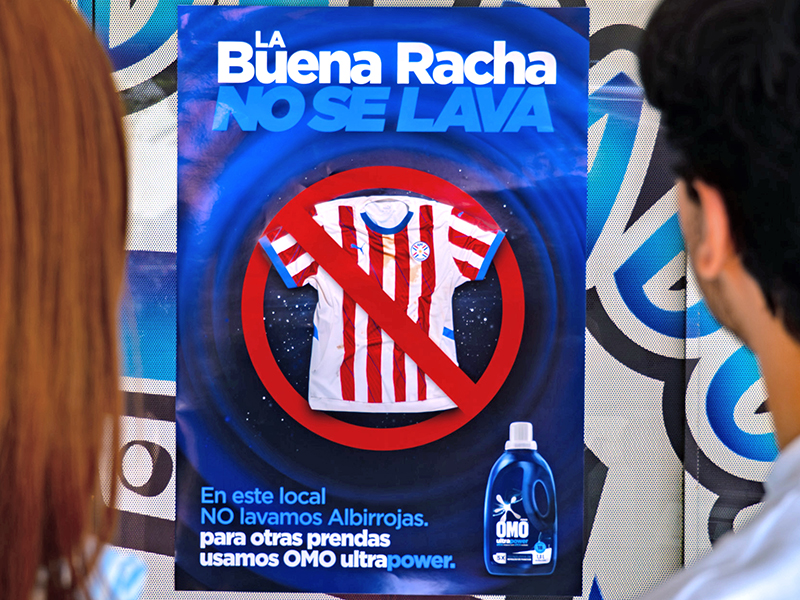 LA
Buena Racha
NO SE LAVA
En este local
NO lavamos Albirrojas.
para otras prendas
usamos OMO ultrapower.
OMO
ultrapower